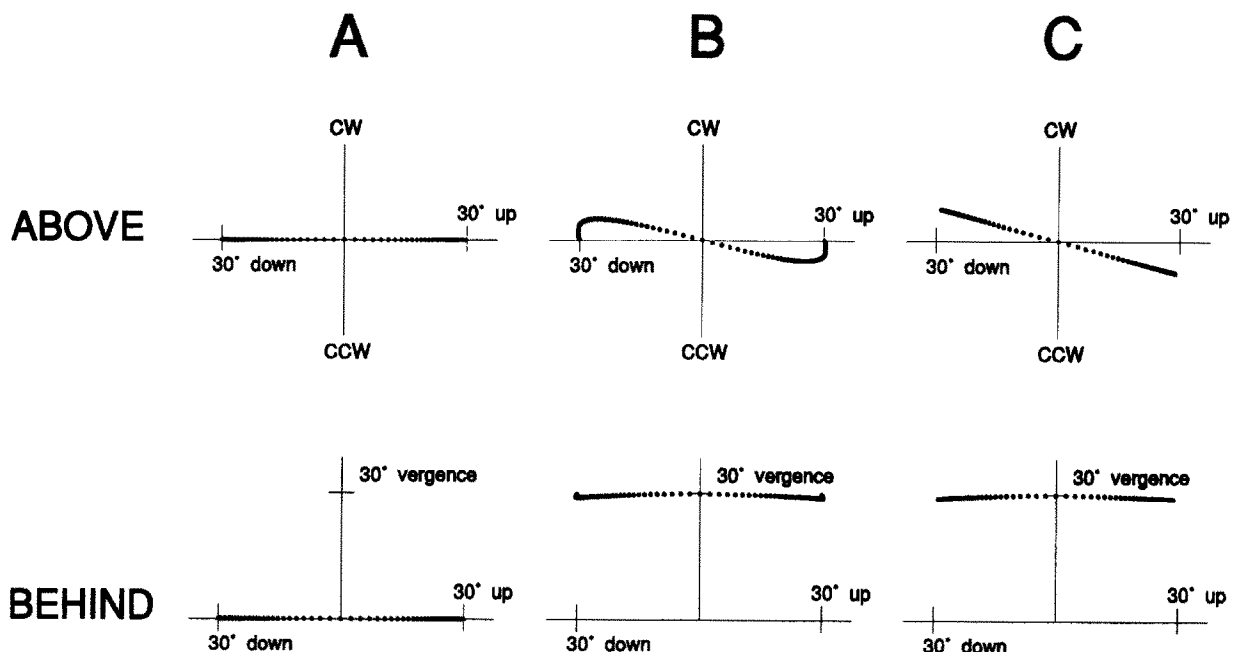 A B C
CW CW CW
ABOVE
30° up 30° up 30° up
30° down 30° down 30° down
CCW CCW CCW
30° vergence 30° vergence 30° vergence
BEHIND
30° up 30° up 30° up
30° down 30° down 30° down